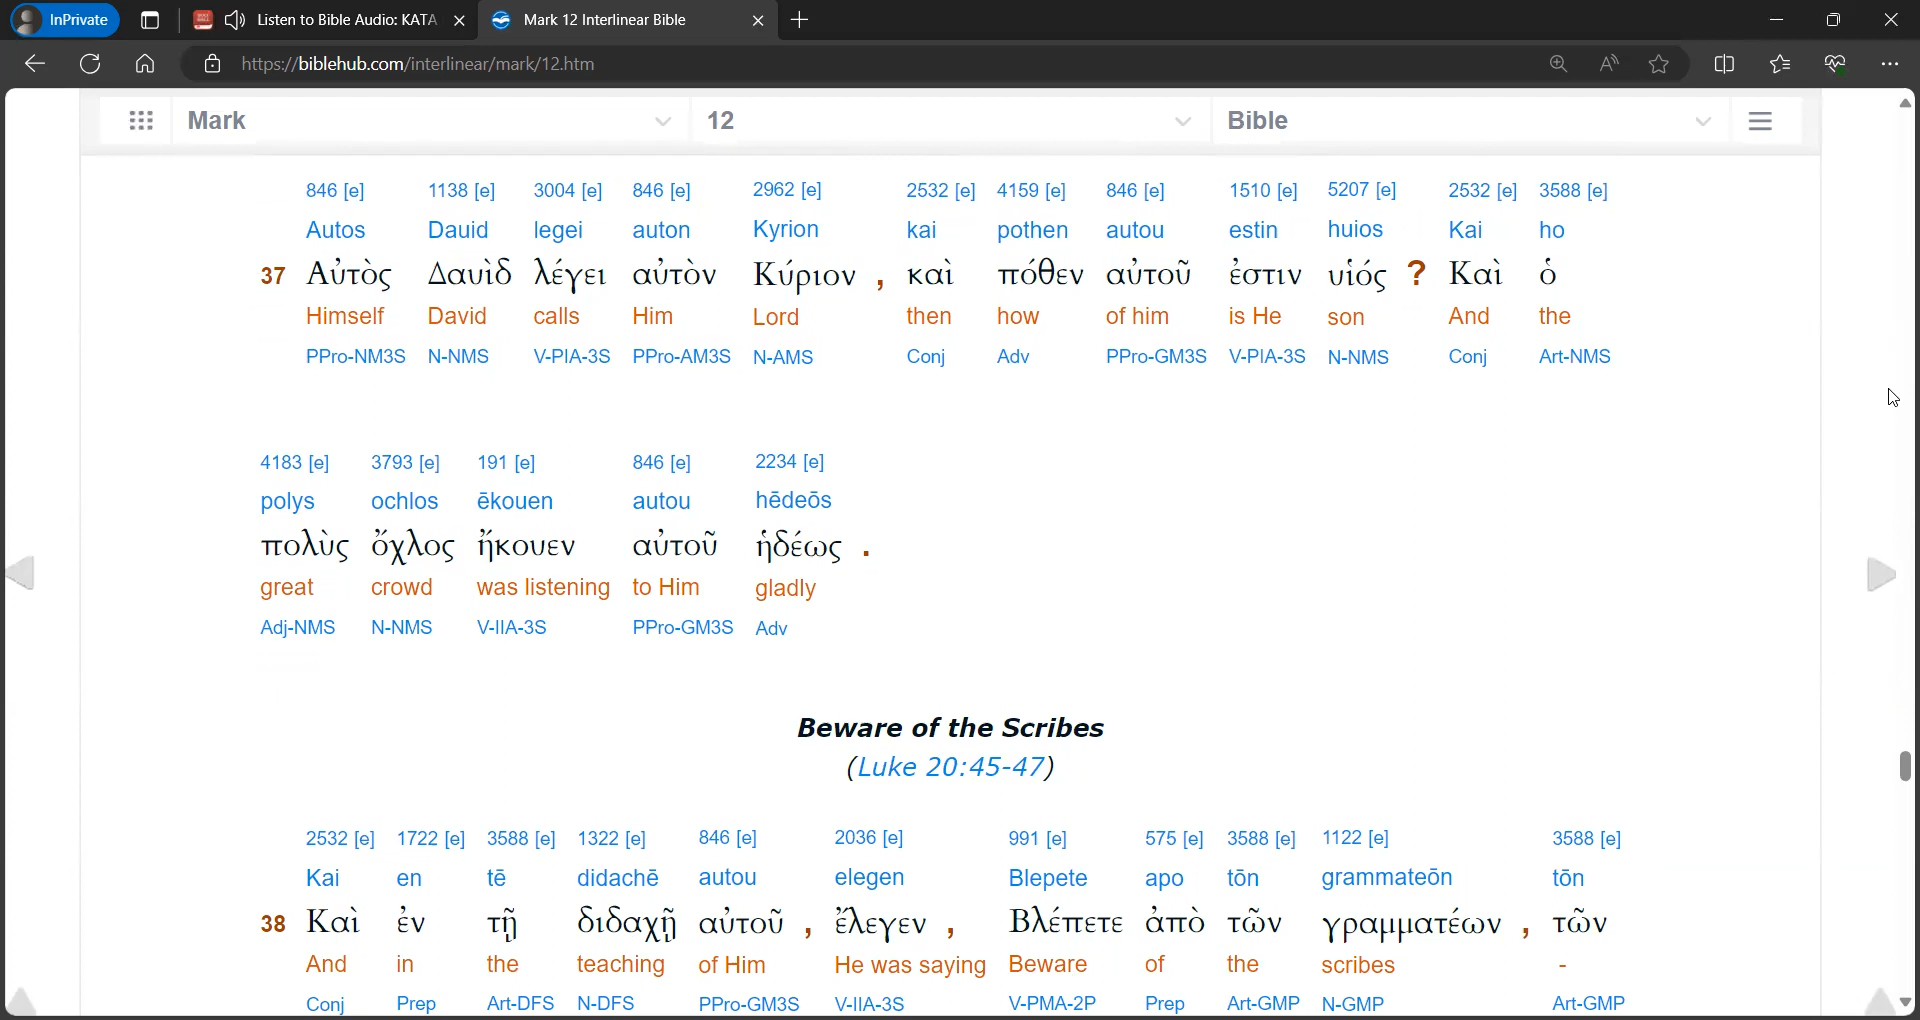 InPrivate Listen to Bible Audio: KATA Mark 12 Interlinear Bible
https://biblehub.com/interlinear/mark/12.htm
Mark 12 Bible
846 [e] 1138 [e] 3004 [e] 846 [e] 2962 [e] 2532 [e] 4159 [e] 846 [e] 1510 [e] 5207 [e] 2532 [e] 3588 [e]
Autos Dauid legei auton Kyrion kai pothen autou estin huios Kai ho
37 Αὐτὸς Δαυὶδ λέγει αὐτὸν Κύριον , καὶ πόθεν αὐτοῦ ἐστιν υἱός ? Καὶ ὁ
Himself David calls Him Lord then how of him is He son And the
PPro-NM3S N-NMS V-PIA-3S PPro-AM3S N-AMS Conj Adv PPro-GM3S V-PIA-3S N-NMS Conj Art-NMS
4183 [e] 3793 [e] 191 [e] 846 [e] 2234 [e]
polys ochlos ēkouen autou hēdeōs
πολὺς ὄχλος ἤκουεν αὐτοῦ ἡδέως .
great crowd was listening to Him gladly
Adj-NMS N-NMS V-IIA-3S PPro-GM3S Adv
Beware of the Scribes
(Luke 20:45-47)
2532 [e] 1722 [e] 3588 [e] 1322 [e] 846 [e] 2036 [e] 991 [e] 575 [e] 3588 [e] 1122 [e] 3588 [e]
Kai en tē didachē autou elegen Blepete apo tōn grammateōn tōn
38 Καὶ ἐν τῇ διδαχῇ αὐτοῦ , ἔλεγεν , Βλέπετε ἀπὸ τῶν γραμματέων , τῶν
And in the teaching of Him He was saying Beware of the scribes -
Conj Prep Art-DFS N-DFS PPro-GM3S V-IIA-3S V-PMA-2P Prep Art-GMP N-GMP Art-GMP